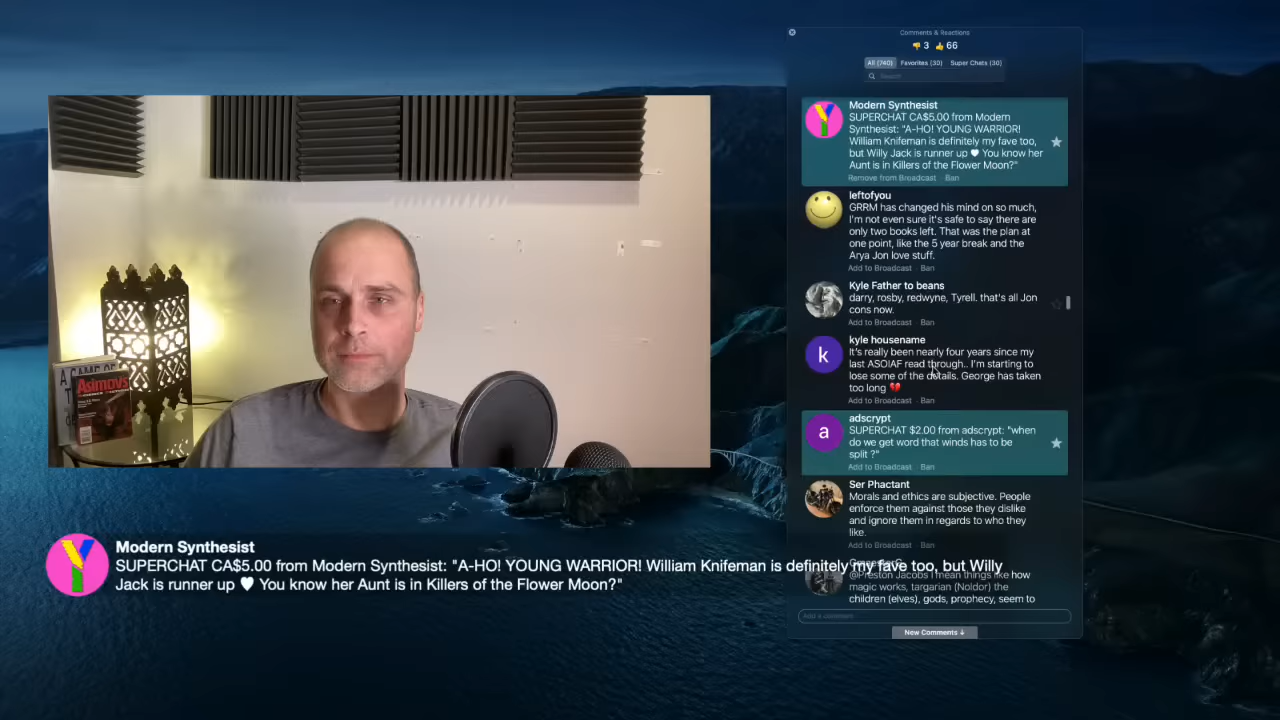 Comments & Reactions
👎 3 👍 66
All (740) Favorites (30) Super Chats (30)
Search
Modern Synthesist
SUPERCHAT CA$5.00 from Modern
Synthesist: "A-HO! YOUNG WARRIOR!
William Knifeman is definitely my fave too,
but Willy Jack is runner up 🖤 You know her
Aunt is in Killers of the Flower Moon?"
Remove from Broadcast Ban
leftofyou
GRRM has changed his mind on so much,
I'm not even sure it's safe to say there are
only two books left. That was the plan at
one point, like the 5 year break and the
Arya Jon love stuff.
Add to Broadcast Ban
Kyle Father to beans
darry, rosby, redwyne, Tyrell. that's all Jon
cons now.
Add to Broadcast Ban
kyle housename
It's really been nearly four years since my
last ASOIAF read through.. I'm starting to
lose some of the details. George has taken
too long 💔
Add to Broadcast Ban
a
adscrypt
SUPERCHAT $2.00 from adscrypt: "when
do we get word that winds has to be
split ?"
Add to Broadcast Ban
Ser Phactant
Morals and ethics are subjective. People
enforce them against those they dislike
and ignore them in regards to who they
like.
Add to Broadcast Ban
@Preston Jacobs I mean things like how
magic works, targarian (Noldor) the
children (elves), gods, prophecy, seem to
Add a comment
New Comments ↓
k
A GAME OF
Asimov's
Modern Synthesist
SUPERCHAT CA$5.00 from Modern Synthesist: "A-HO! YOUNG WARRIOR! William Knifeman is definitely my fave too, but Willy
Jack is runner up 🖤 You know her Aunt is in Killers of the Flower Moon?"